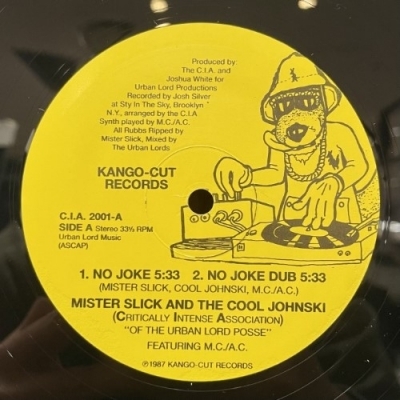 Produced by:
The C.I.A. and
Joshua White for
Urban Lord Productions
Recorded by Josh Silver
at Sty In The Sky, Brooklyn
N.Y., arranged by the C.I.A
Synth played by M.C./A.C.
All Rubbs Ripped by
Mister Slick, Mixed by
The Urban Lords
KANGO-CUT
RECORDS
C.I.A. 2001-A
SIDE A Stereo 33⅓ RPM
Urban Lord Music
(ASCAP)
1. NO JOKE 5:33 2. NO JOKE DUB 5:33
(MISTER SLICK, COOL JOHNSKI, M.C./A.C.)
MISTER SLICK AND THE COOL JOHNSKI
(CRITICALLY INTENSE ASSOCIATION)
"OF THE URBAN LORD POSSE"
FEATURING M.C./A.C.
℗1987 KANGO-CUT RECORDS